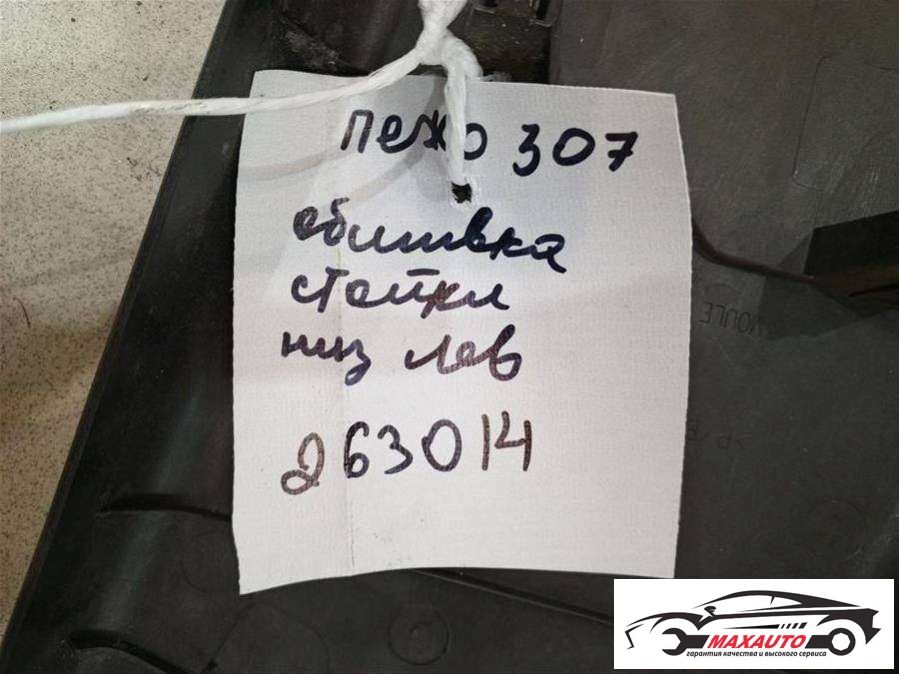 Пежо 307
обшивка
стойки
низ лев
263014
MAXAUTO
гарантия качества и высокого сервиса